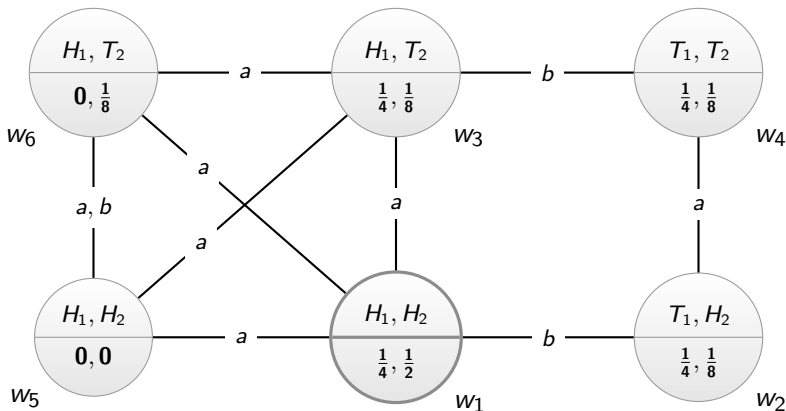 H₁, T₂ a H₁, T₂ b T₁, T₂
0, 1/8 1/4, 1/8 1/4, 1/8
w₆ w₃ w₄
a
a, b a a
a
H₁, H₂ a H₁, H₂ b T₁, H₂
0, 0 1/4, 1/2 1/4, 1/8
w₅ w₁ w₂